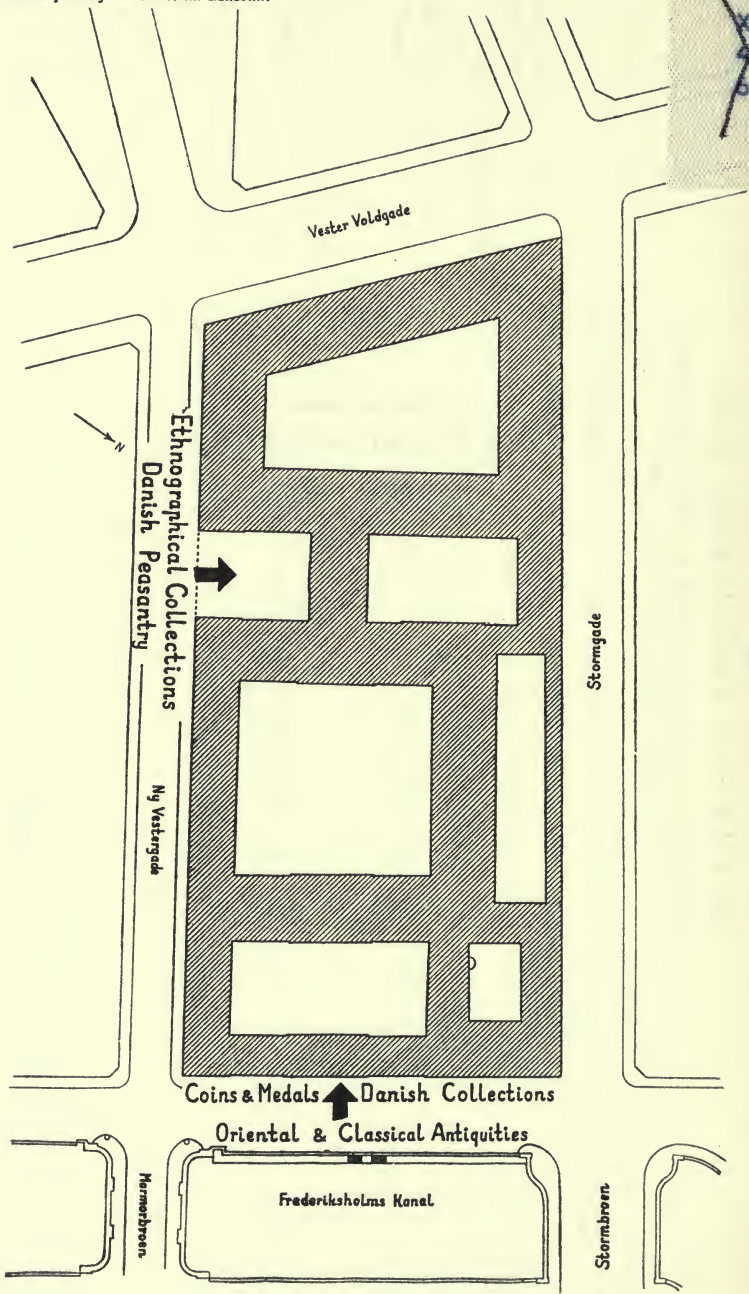 Vester Voldgade
N
Ethnographical Collections
Danish Peasantry
Stormgade
Ny Vestergade
Coins & Medals Danish Collections
Oriental & Classical Antiquities
Marmorbroen
Frederiksholms Kanal
Stormbroen